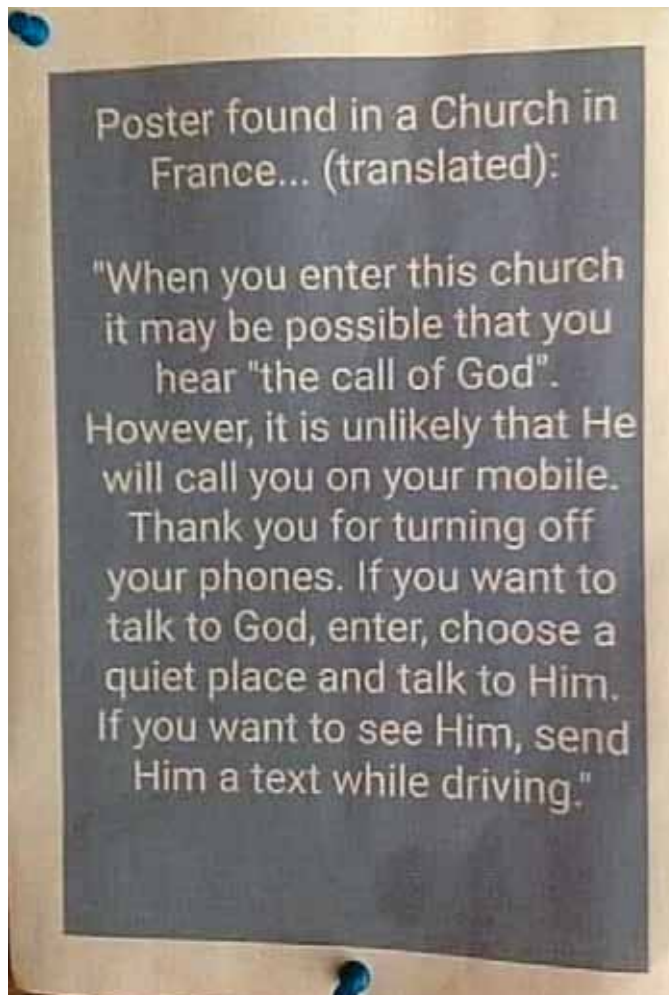 Poster found in a Church in
France... (translated):
"When you enter this church
it may be possible that you
hear "the call of God".
However, it is unlikely that He
will call you on your mobile.
Thank you for turning off
your phones. If you want to
talk to God, enter, choose a
quiet place and talk to Him.
If you want to see Him, send
Him a text while driving."